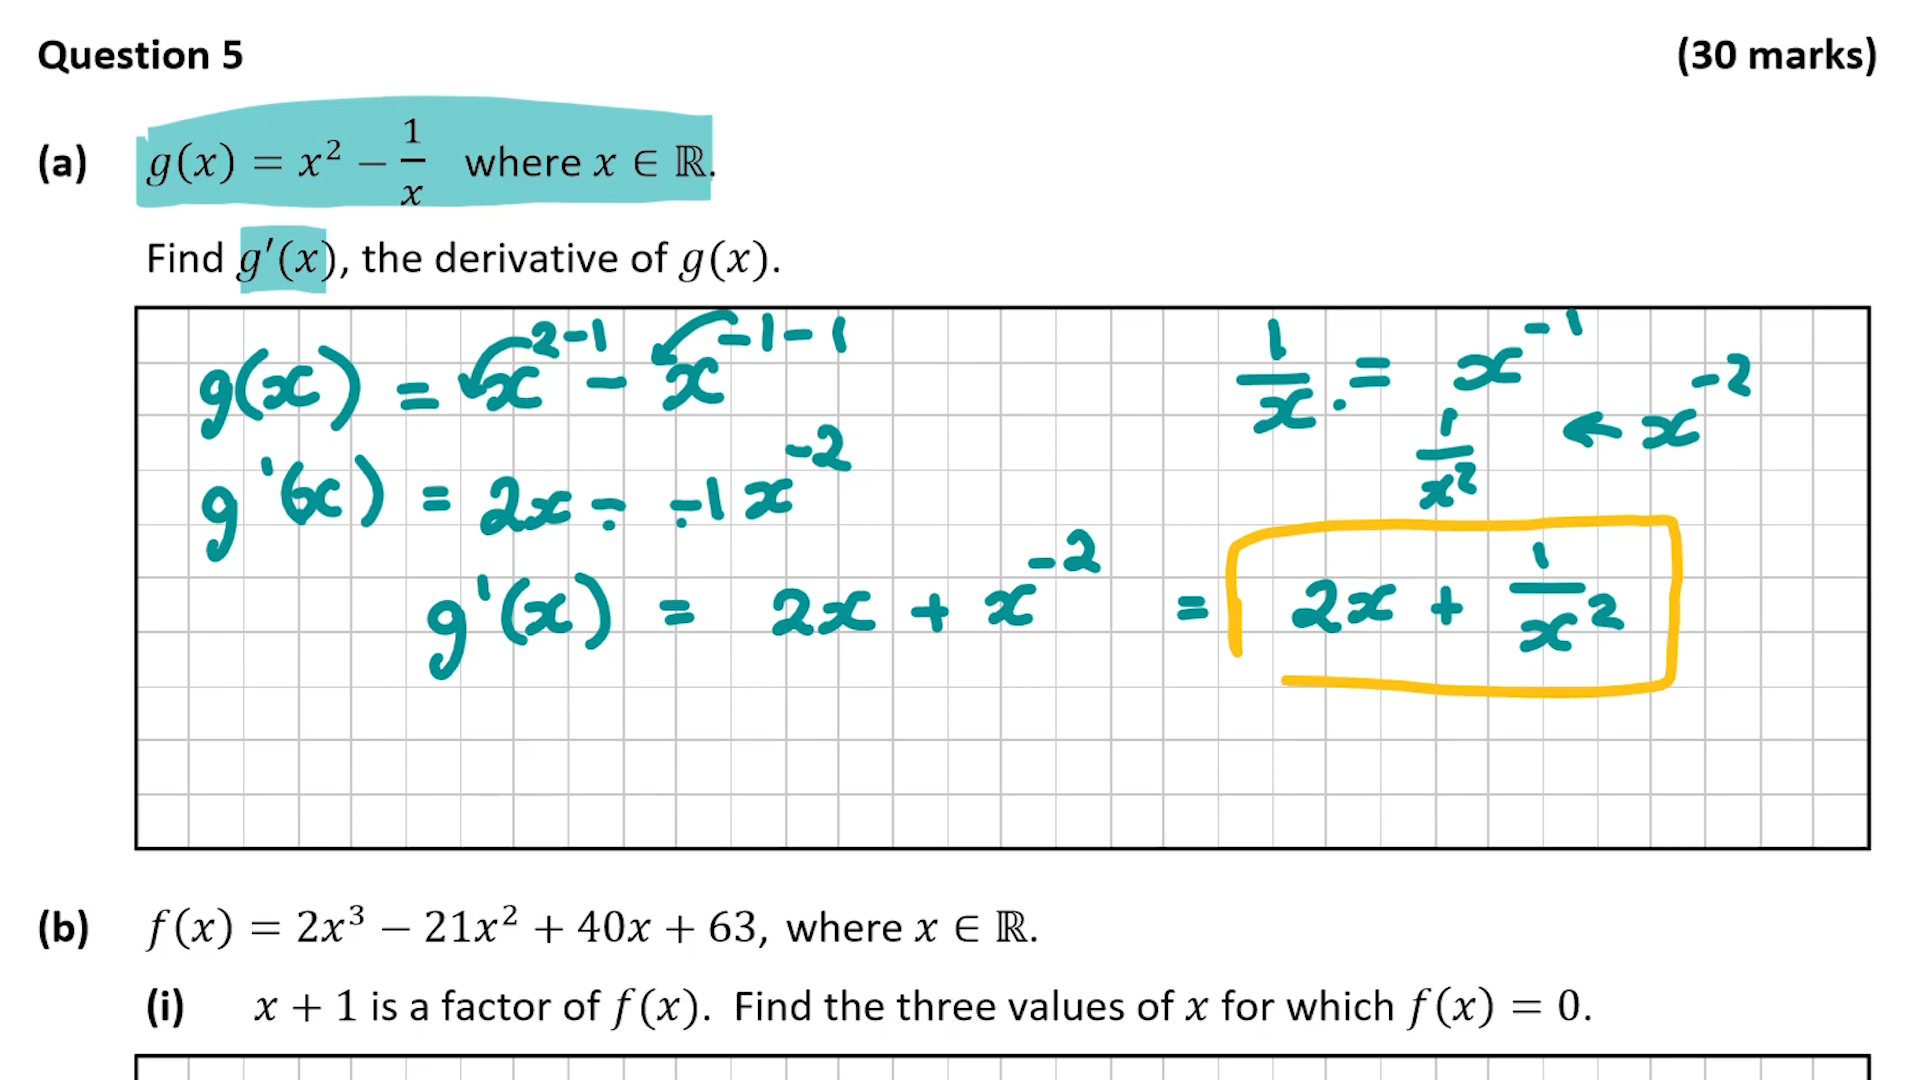 Question 5 (30 marks)
(a) g(x) = x² − 1/x where x ∈ ℝ.
Find g′(x), the derivative of g(x).
g(x) = x²⁻¹ − x⁻¹⁻¹
1/x = x⁻¹
1/x² ← x⁻²
g'(x) = 2x − −1x⁻²
g'(x) = 2x + x⁻² = 2x + 1/x²
(b) f(x) = 2x³ − 21x² + 40x + 63, where x ∈ ℝ.
(i) x + 1 is a factor of f(x). Find the three values of x for which f(x) = 0.